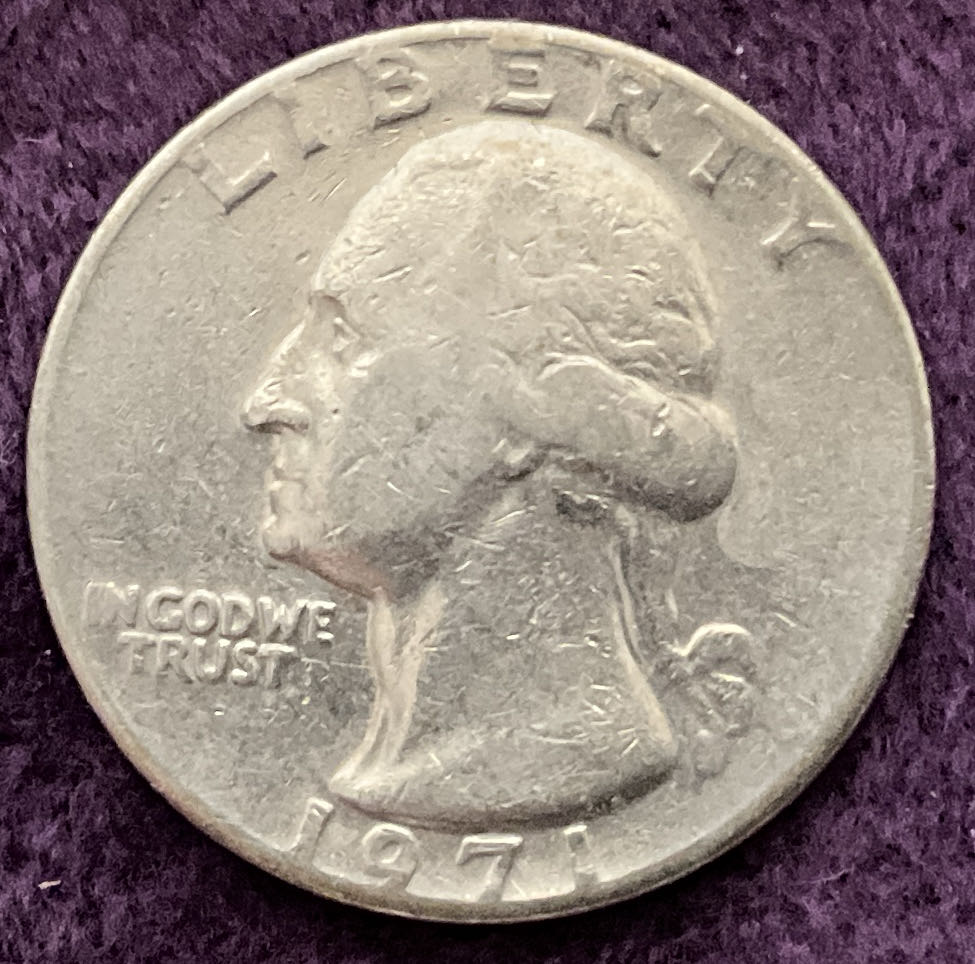 LIBERTY
IN GOD WE
TRUST
1971